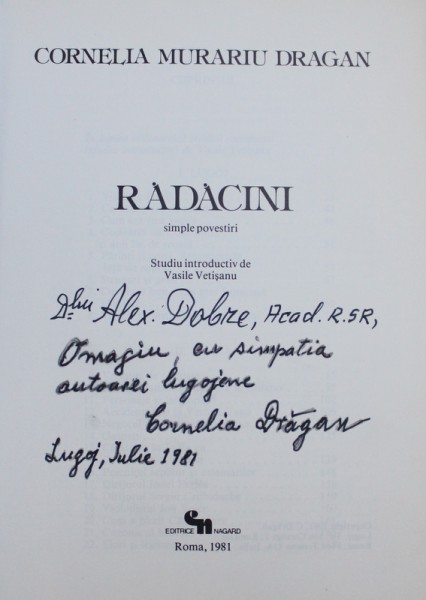 CORNELIA MURARIU DRAGAN
RĂDĂCINI
simple povestiri
Studiu introductiv de
Vasile Vetişanu
Dlui Alex. Dobre, Acad. R.S.R,
Omagiu, cu simpatia
autoarei lugojene
Cornelia Drăgan
Lugoj, Iulie 1981
EDITRICE NAGARD
Roma, 1981